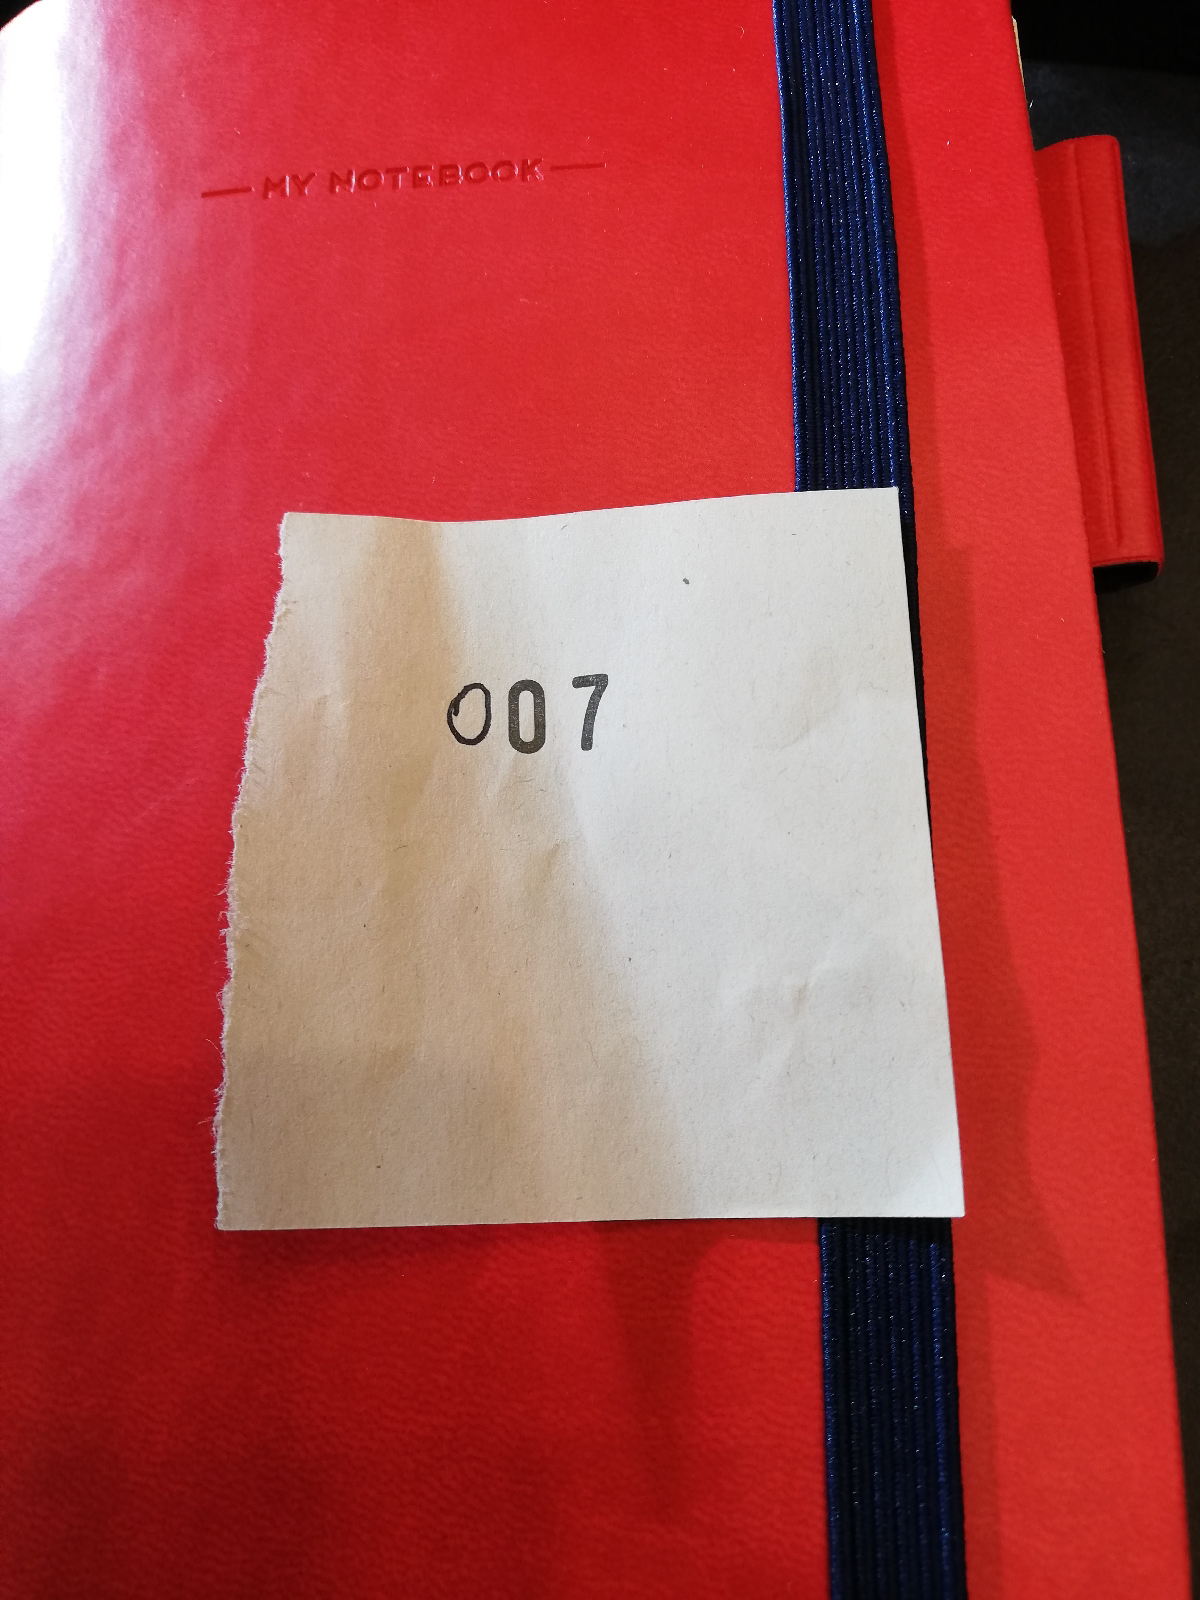 — MY NOTEBOOK —
007